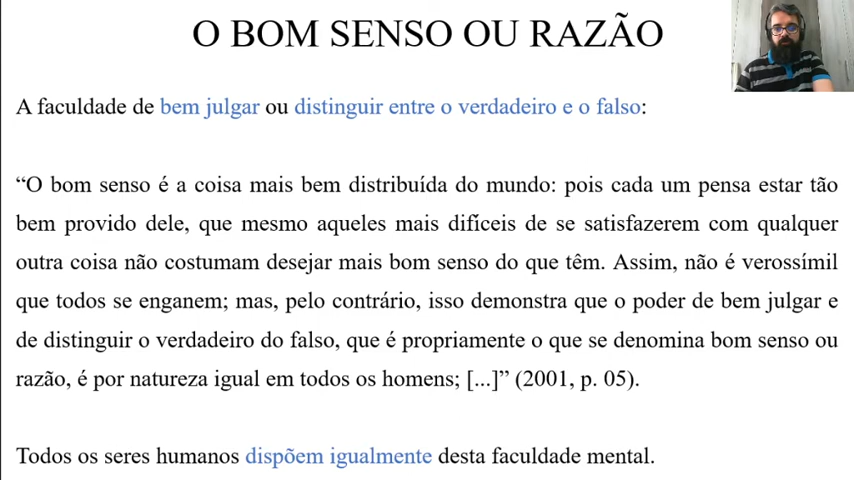 O BOM SENSO OU RAZÃO
A faculdade de bem julgar ou distinguir entre o verdadeiro e o falso:
“O bom senso é a coisa mais bem distribuída do mundo: pois cada um pensa estar tão
bem provido dele, que mesmo aqueles mais difíceis de se satisfazerem com qualquer
outra coisa não costumam desejar mais bom senso do que têm. Assim, não é verossímil
que todos se enganem; mas, pelo contrário, isso demonstra que o poder de bem julgar e
de distinguir o verdadeiro do falso, que é propriamente o que se denomina bom senso ou
razão, é por natureza igual em todos os homens; [...]” (2001, p. 05).
Todos os seres humanos dispõem igualmente desta faculdade mental.